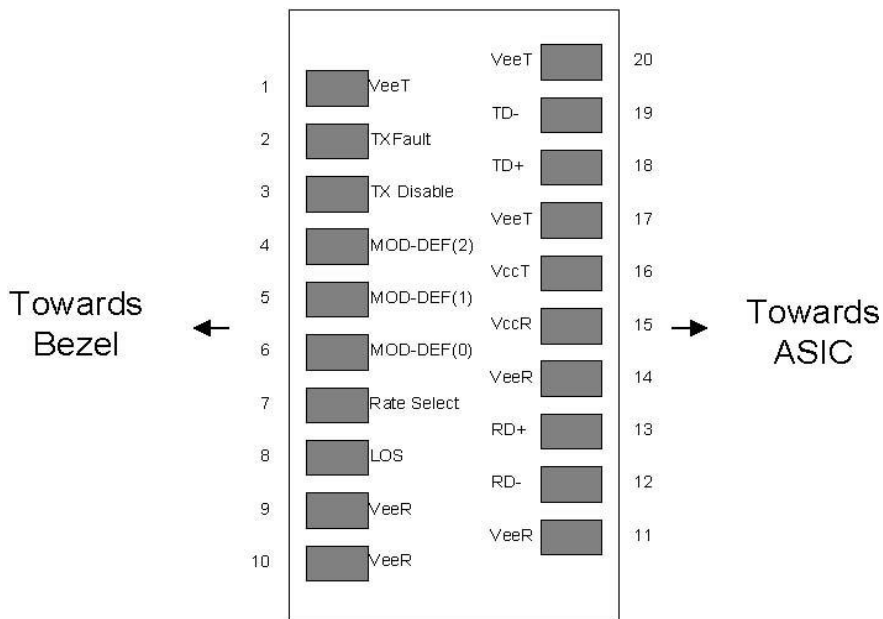 Towards
Bezel
1 VeeT
2 TXFault
3 TX Disable
4 MOD-DEF(2)
5 MOD-DEF(1)
6 MOD-DEF(0)
7 Rate Select
8 LOS
9 VeeR
10 VeeR
VeeT 20
TD- 19
TD+ 18
VeeT 17
VccT 16
VccR 15
VeeR 14
RD+ 13
RD- 12
VeeR 11
Towards
ASIC